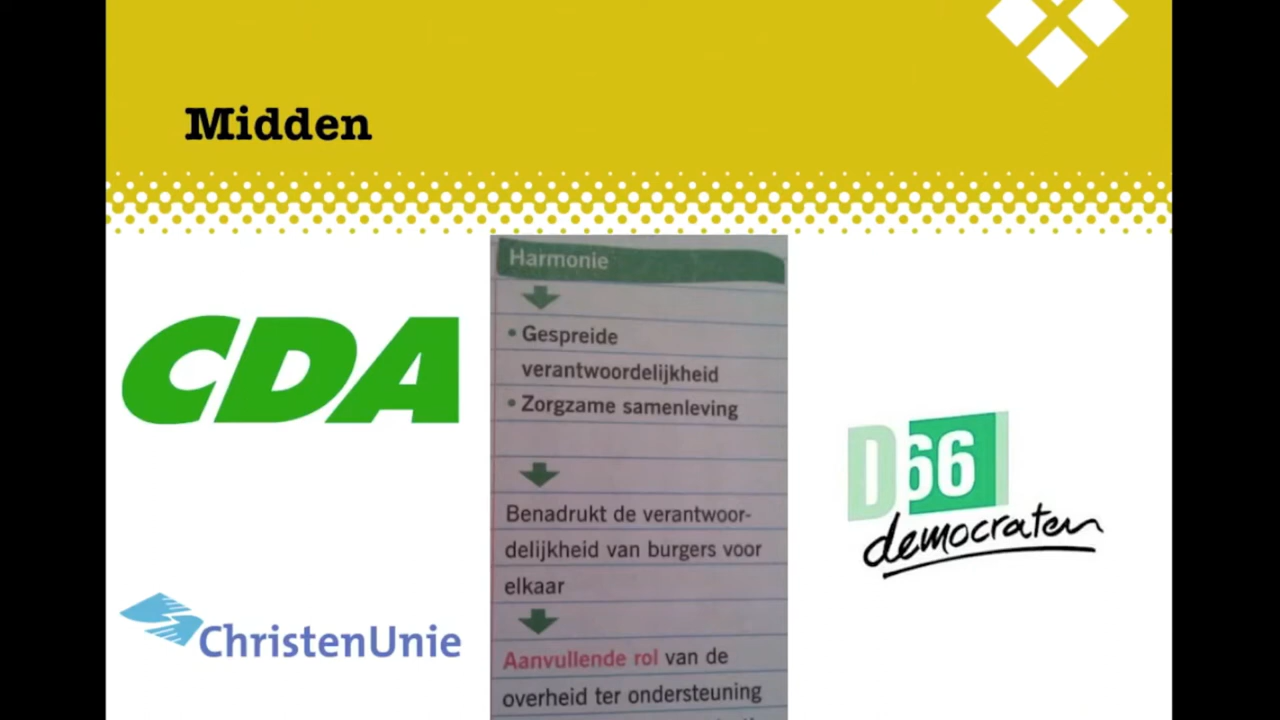 Midden
CDA
ChristenUnie
Harmonie
• Gespreide
verantwoordelijkheid
• Zorgzame samenleving
Benadrukt de verantwoor-
delijkheid van burgers voor
elkaar
Aanvullende rol van de
overheid ter ondersteuning
D66
democraten